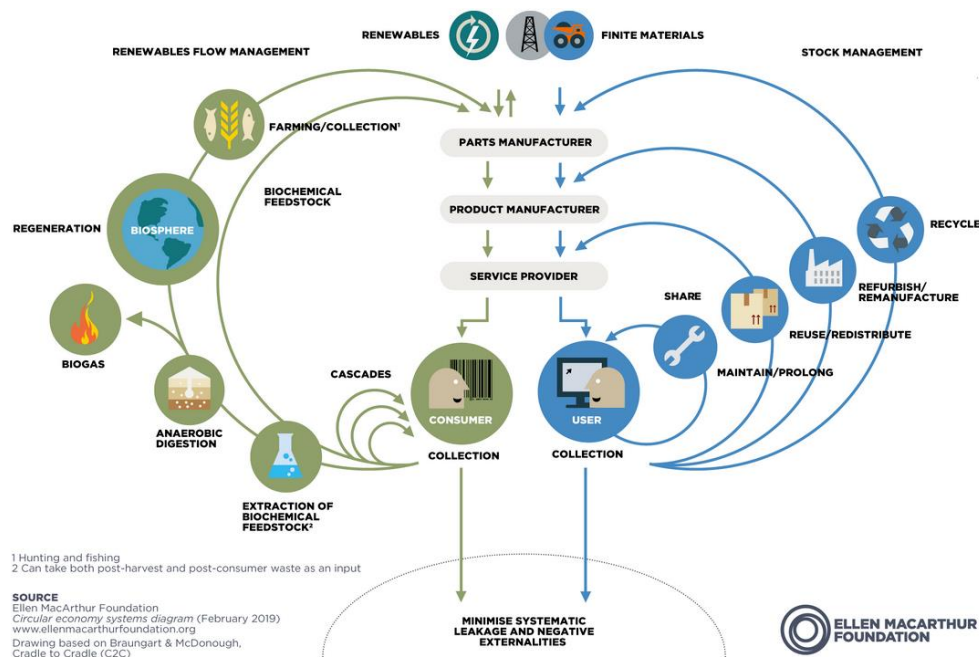 RENEWABLES
FINITE MATERIALS
RENEWABLES FLOW MANAGEMENT
STOCK MANAGEMENT
FARMING/COLLECTION¹
PARTS MANUFACTURER
BIOCHEMICAL
FEEDSTOCK
PRODUCT MANUFACTURER
REGENERATION
BIOSPHERE
RECYCLE
SERVICE PROVIDER
REFURBISH/
REMANUFACTURE
SHARE
REUSE/REDISTRIBUTE
BIOGAS
MAINTAIN/PROLONG
CASCADES
CONSUMER
USER
ANAEROBIC
DIGESTION
COLLECTION
COLLECTION
EXTRACTION OF
BIOCHEMICAL
FEEDSTOCK²
1 Hunting and fishing
2 Can take both post-harvest and post-consumer waste as an input
SOURCE
Ellen MacArthur Foundation
Circular economy systems diagram (February 2019)
www.ellenmacarthurfoundation.org
Drawing based on Braungart & McDonough,
Cradle to Cradle (C2C)
MINIMISE SYSTEMATIC
LEAKAGE AND NEGATIVE
EXTERNALITIES
ELLEN MACARTHUR
FOUNDATION